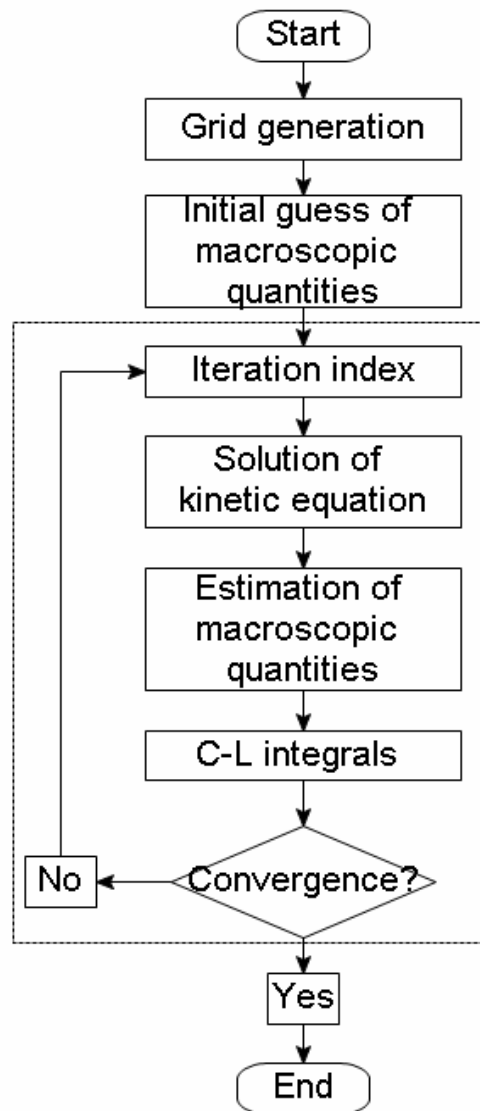 Start
Grid generation
Initial guess of
macroscopic
quantities
Iteration index
Solution of
kinetic equation
Estimation of
macroscopic
quantities
C-L integrals
Convergence?
No
Yes
End